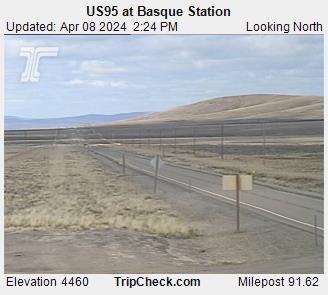 US95 at Basque Station
Updated: Apr 08 2024 2:24 PM Looking North
Elevation 4460 TripCheck.com Milepost 91.62